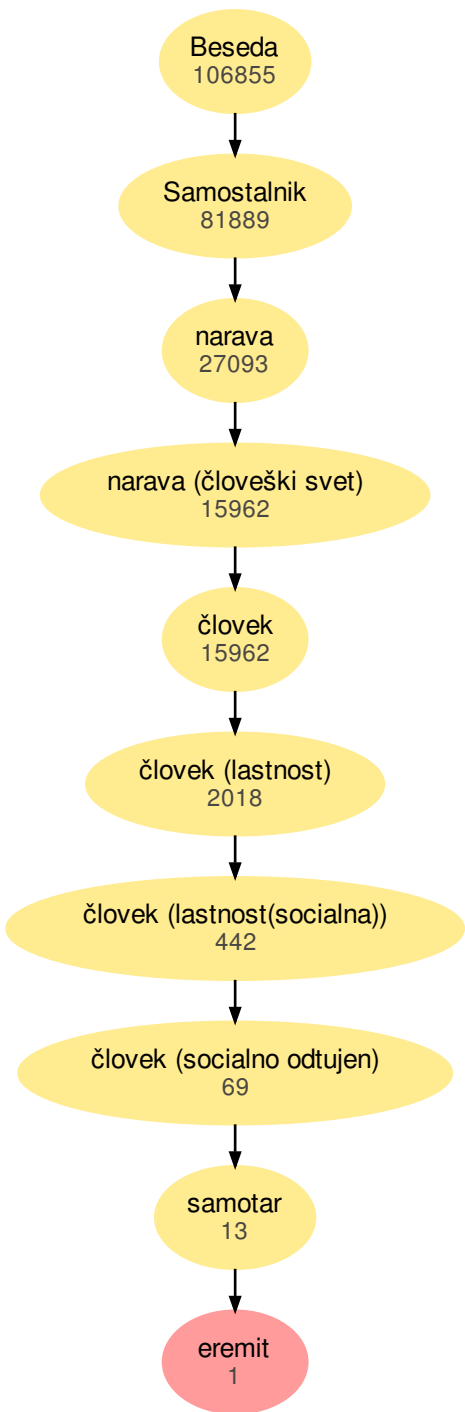 Beseda
106855
Samostalnik
81889
narava
27093
narava (človeški svet)
15962
človek
15962
človek (lastnost)
2018
človek (lastnost(socialna))
442
človek (socialno odtujen)
69
samotar
13
eremit
1